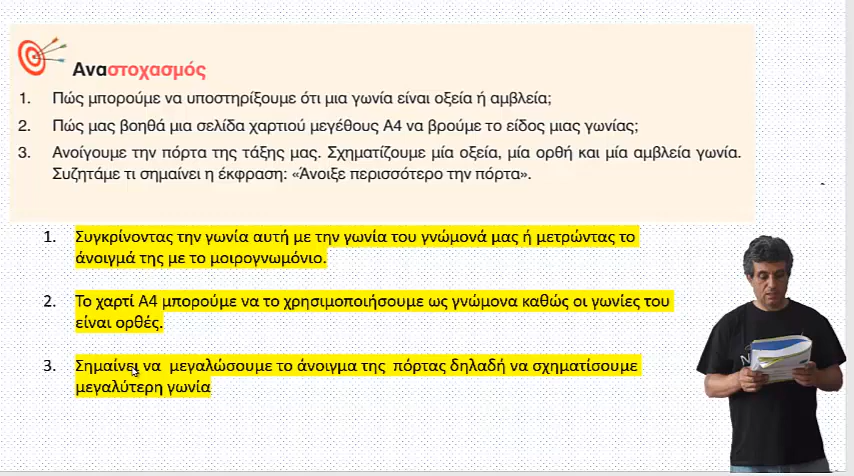 Αναστοχασμός
1. Πώς μπορούμε να υποστηρίξουμε ότι μια γωνία είναι οξεία ή αμβλεία;
2. Πώς μας βοηθά μια σελίδα χαρτιού μεγέθους Α4 να βρούμε το είδος μιας γωνίας;
3. Ανοίγουμε την πόρτα της τάξης μας. Σχηματίζουμε μία οξεία, μία ορθή και μία αμβλεία γωνία.
Συζητάμε τι σημαίνει η έκφραση: «Άνοιξε περισσότερο την πόρτα».
1. Συγκρίνοντας την γωνία αυτή με την γωνία του γνώμονά μας ή μετρώντας το
άνοιγμά της με το μοιρογνωμόνιο.
2. Το χαρτί Α4 μπορούμε να το χρησιμοποιήσουμε ως γνώμονα καθώς οι γωνίες του
είναι ορθές.
3. Σημαίνει να μεγαλώσουμε το άνοιγμα της πόρτας δηλαδή να σχηματίσουμε
μεγαλύτερη γωνία